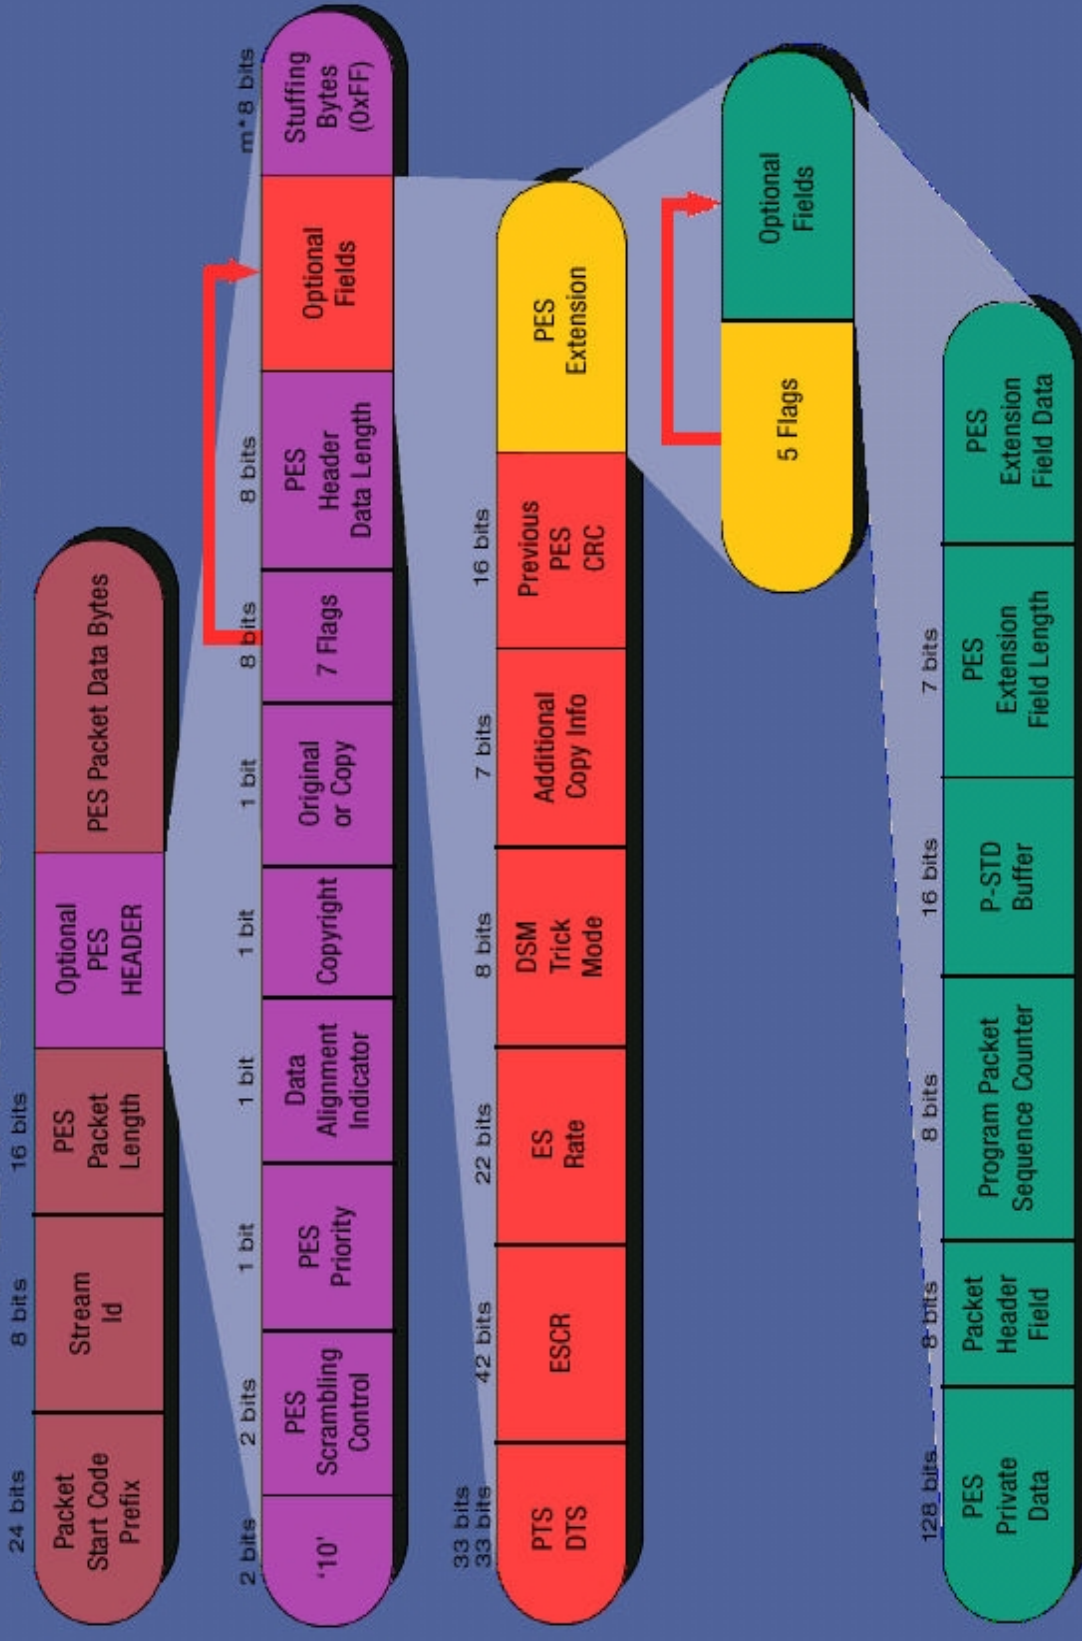 24 bits
8 bits
16 bits
Packet
Start Code
Prefix
Stream
Id
PES
Packet
Length
Optional
PES
HEADER
PES Packet Data Bytes
2 bits
2 bits
1 bit
1 bit
1 bit
1 bit
8 bits
8 bits
m*8 bits
'10'
PES
Scrambling
Control
PES
Priority
Data
Alignment
Indicator
Copyright
Original
or Copy
7 Flags
PES
Header
Data Length
Optional
Fields
Stuffing
Bytes
(0xFF)
33 bits
33 bits
42 bits
22 bits
8 bits
7 bits
16 bits
PTS
DTS
ESCR
ES
Rate
DSM
Trick
Mode
Additional
Copy Info
Previous
PES
CRC
PES
Extension
5 Flags
Optional
Fields
128 bits
8 bits
8 bits
16 bits
7 bits
PES
Private
Data
Packet
Header
Field
Program Packet
Sequence Counter
P-STD
Buffer
PES
Extension
Field Length
PES
Extension
Field Data